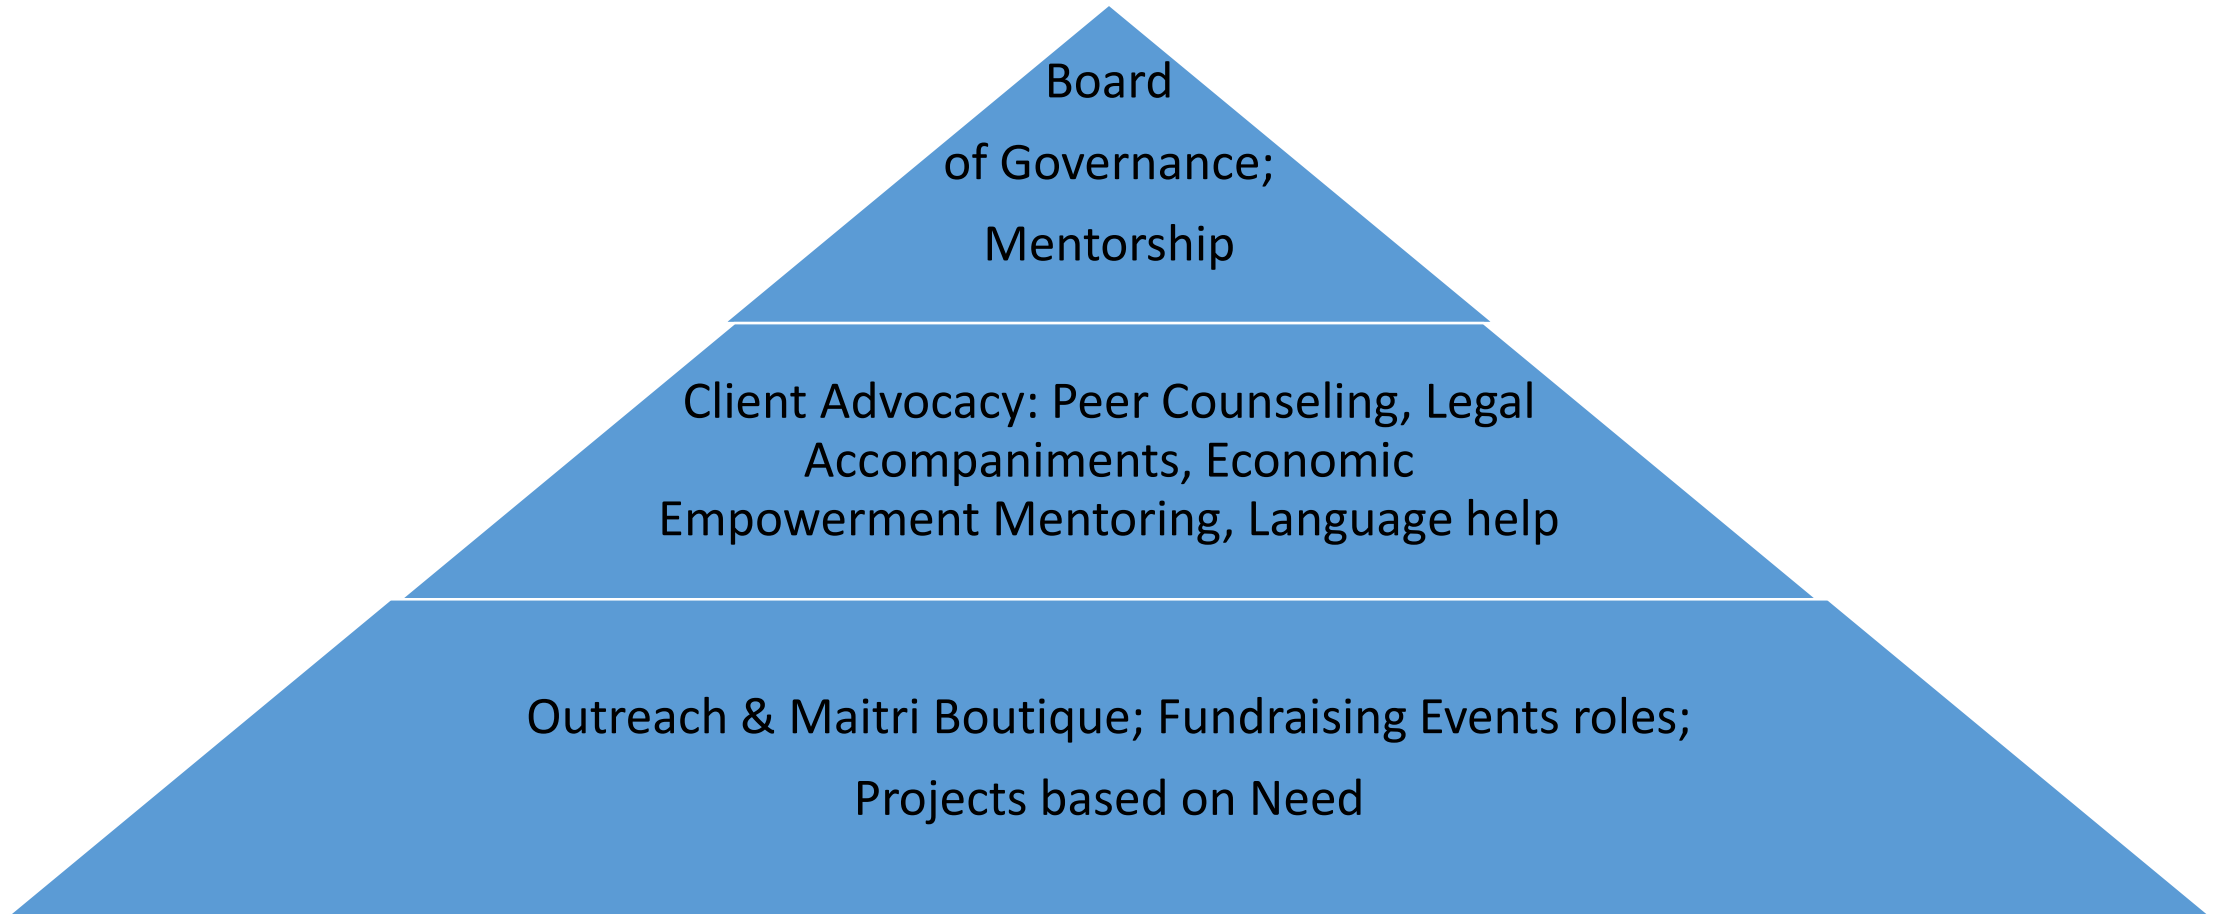 Board
of Governance;
Mentorship
Client Advocacy: Peer Counseling, Legal
Accompaniments, Economic
Empowerment Mentoring, Language help
Outreach & Maitri Boutique; Fundraising Events roles;
Projects based on Need